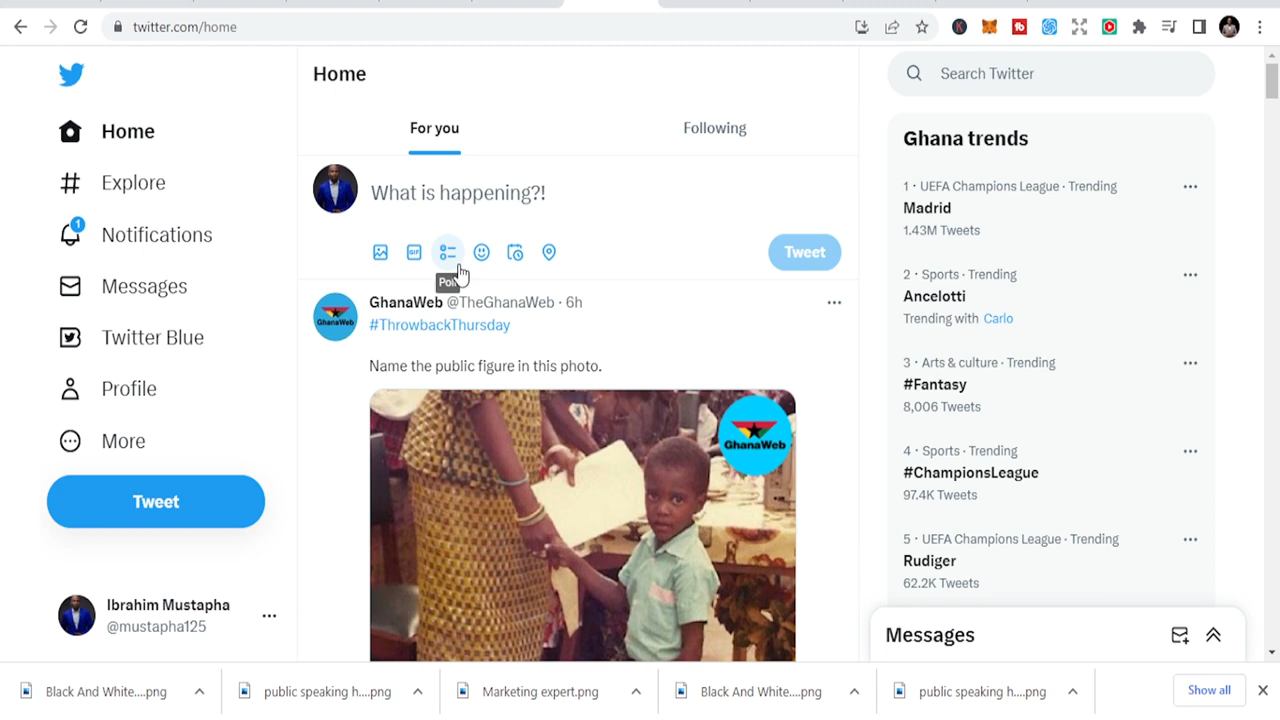 twitter.com/home
Home
Explore
1
Notifications
Messages
Twitter Blue
Profile
More
Tweet
Ibrahim Mustapha
@mustapha125
Home
For you
Following
What is happening?!
GIF
Tweet
Poll
GhanaWeb @TheGhanaWeb · 6h
#ThrowbackThursday
Name the public figure in this photo.
GhanaWeb
GhanaWeb
Search Twitter
Ghana trends
1 · UEFA Champions League · Trending
Madrid
1.43M Tweets
2 · Sports · Trending
Ancelotti
Trending with Carlo
3 · Arts & culture · Trending
#Fantasy
8,006 Tweets
4 · Sports · Trending
#ChampionsLeague
97.4K Tweets
5 · UEFA Champions League · Trending
Rudiger
62.2K Tweets
Messages
Black And White....png
public speaking h....png
Marketing expert.png
Black And White....png
public speaking h....png
Show all